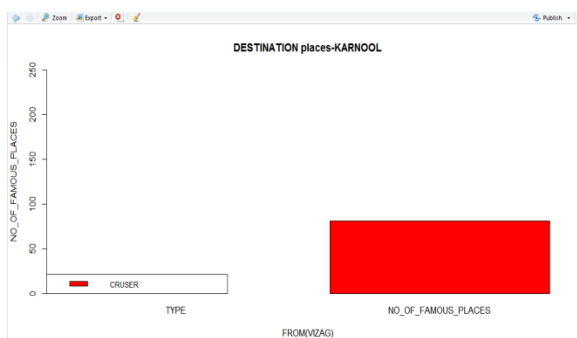 Zoom Export Publish
DESTINATION places-KARNOOL
NO_OF_FAMOUS_PLACES
250
200
150
100
50
0
CRUSER
TYPE NO_OF_FAMOUS_PLACES
FROM(VIZAG)